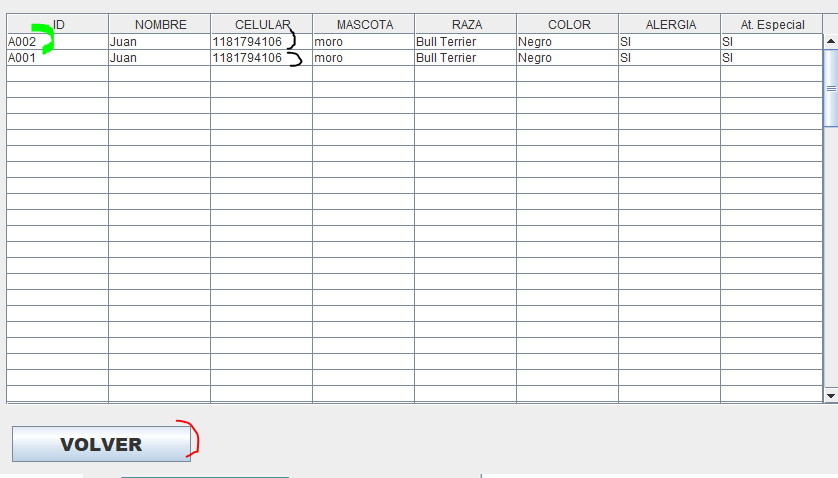 ID NOMBRE CELULAR MASCOTA RAZA COLOR ALERGIA At. Especial
A002 Juan 1181794106 moro Bull Terrier Negro SI SI
A001 Juan 1181794106 moro Bull Terrier Negro SI SI
VOLVER